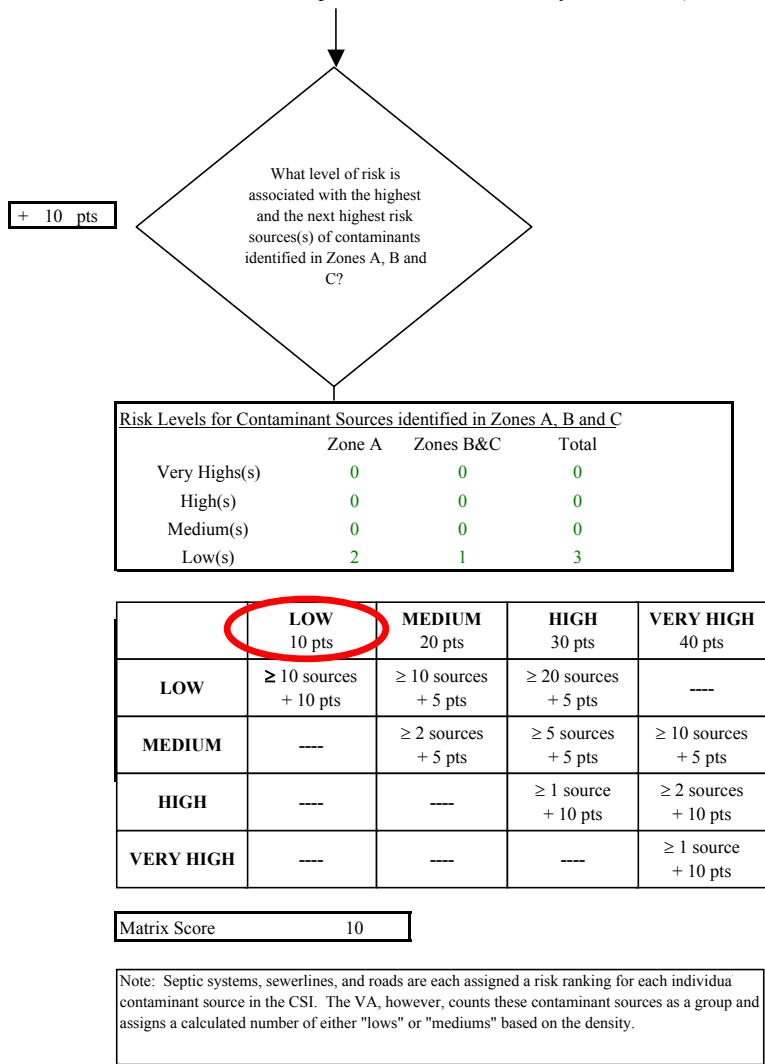 + 10 pts
What level of risk is
associated with the highest
and the next highest risk
sources(s) of contaminants
identified in Zones A, B and
C?
Risk Levels for Contaminant Sources identified in Zones A, B and C
Zone A Zones B&C Total
Very Highs(s) 0 0 0
High(s) 0 0 0
Medium(s) 0 0 0
Low(s) 2 1 3
LOW MEDIUM HIGH VERY HIGH
10 pts 20 pts 30 pts 40 pts
LOW ≥ 10 sources + 10 pts ≥ 10 sources + 5 pts ≥ 20 sources + 5 pts ----
MEDIUM ---- ≥ 2 sources + 5 pts ≥ 5 sources + 5 pts ≥ 10 sources + 5 pts
HIGH ---- ---- ≥ 1 source + 10 pts ≥ 2 sources + 10 pts
VERY HIGH ---- ---- ---- ≥ 1 source + 10 pts
Matrix Score 10
Note: Septic systems, sewerlines, and roads are each assigned a risk ranking for each individua
contaminant source in the CSI. The VA, however, counts these contaminant sources as a group and
assigns a calculated number of either "lows" or "mediums" based on the density.